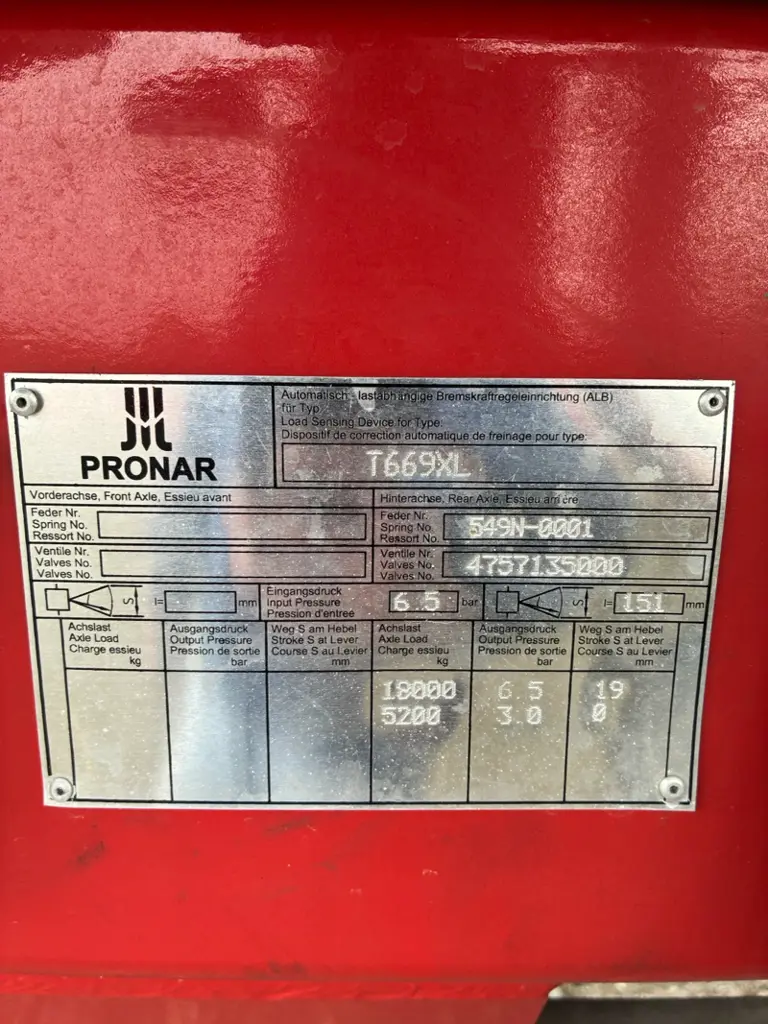 PRONAR
Automatisch - lastabhängige Bremskraftregeleinrichtung (ALB)
für Typ
Load Sensing Device for Type:
Dispositif de correction automatique de freinage pour type:
T669XL
Vorderachse, Front Axle, Essieu avant
Hinterachse, Rear Axle, Essieu arrière
Feder Nr.
Spring No.
Ressort No.
Feder Nr.
Spring No.
Ressort No.
549N-0001
Ventile Nr.
Valves No.
Valves No.
Ventile Nr.
Valves No.
Valves No.
4757135000
S
l= mm
Eingangsdruck
Input Pressure
Pression d'entrée
6.5 bar
S
l= 151 mm
Achslast
Axle Load
Charge essieu
kg
Ausgangsdruck
Output Pressure
Pression de sortie
bar
Weg S am Hebel
Stroke S at Lever
Course S au Levier
mm
Achslast
Axle Load
Charge essieu
kg
Ausgangsdruck
Output Pressure
Pression de sortie
bar
Weg S am Hebel
Stroke S at Lever
Course S au Levier
mm
18000 6.5 19
5200 3.0 0